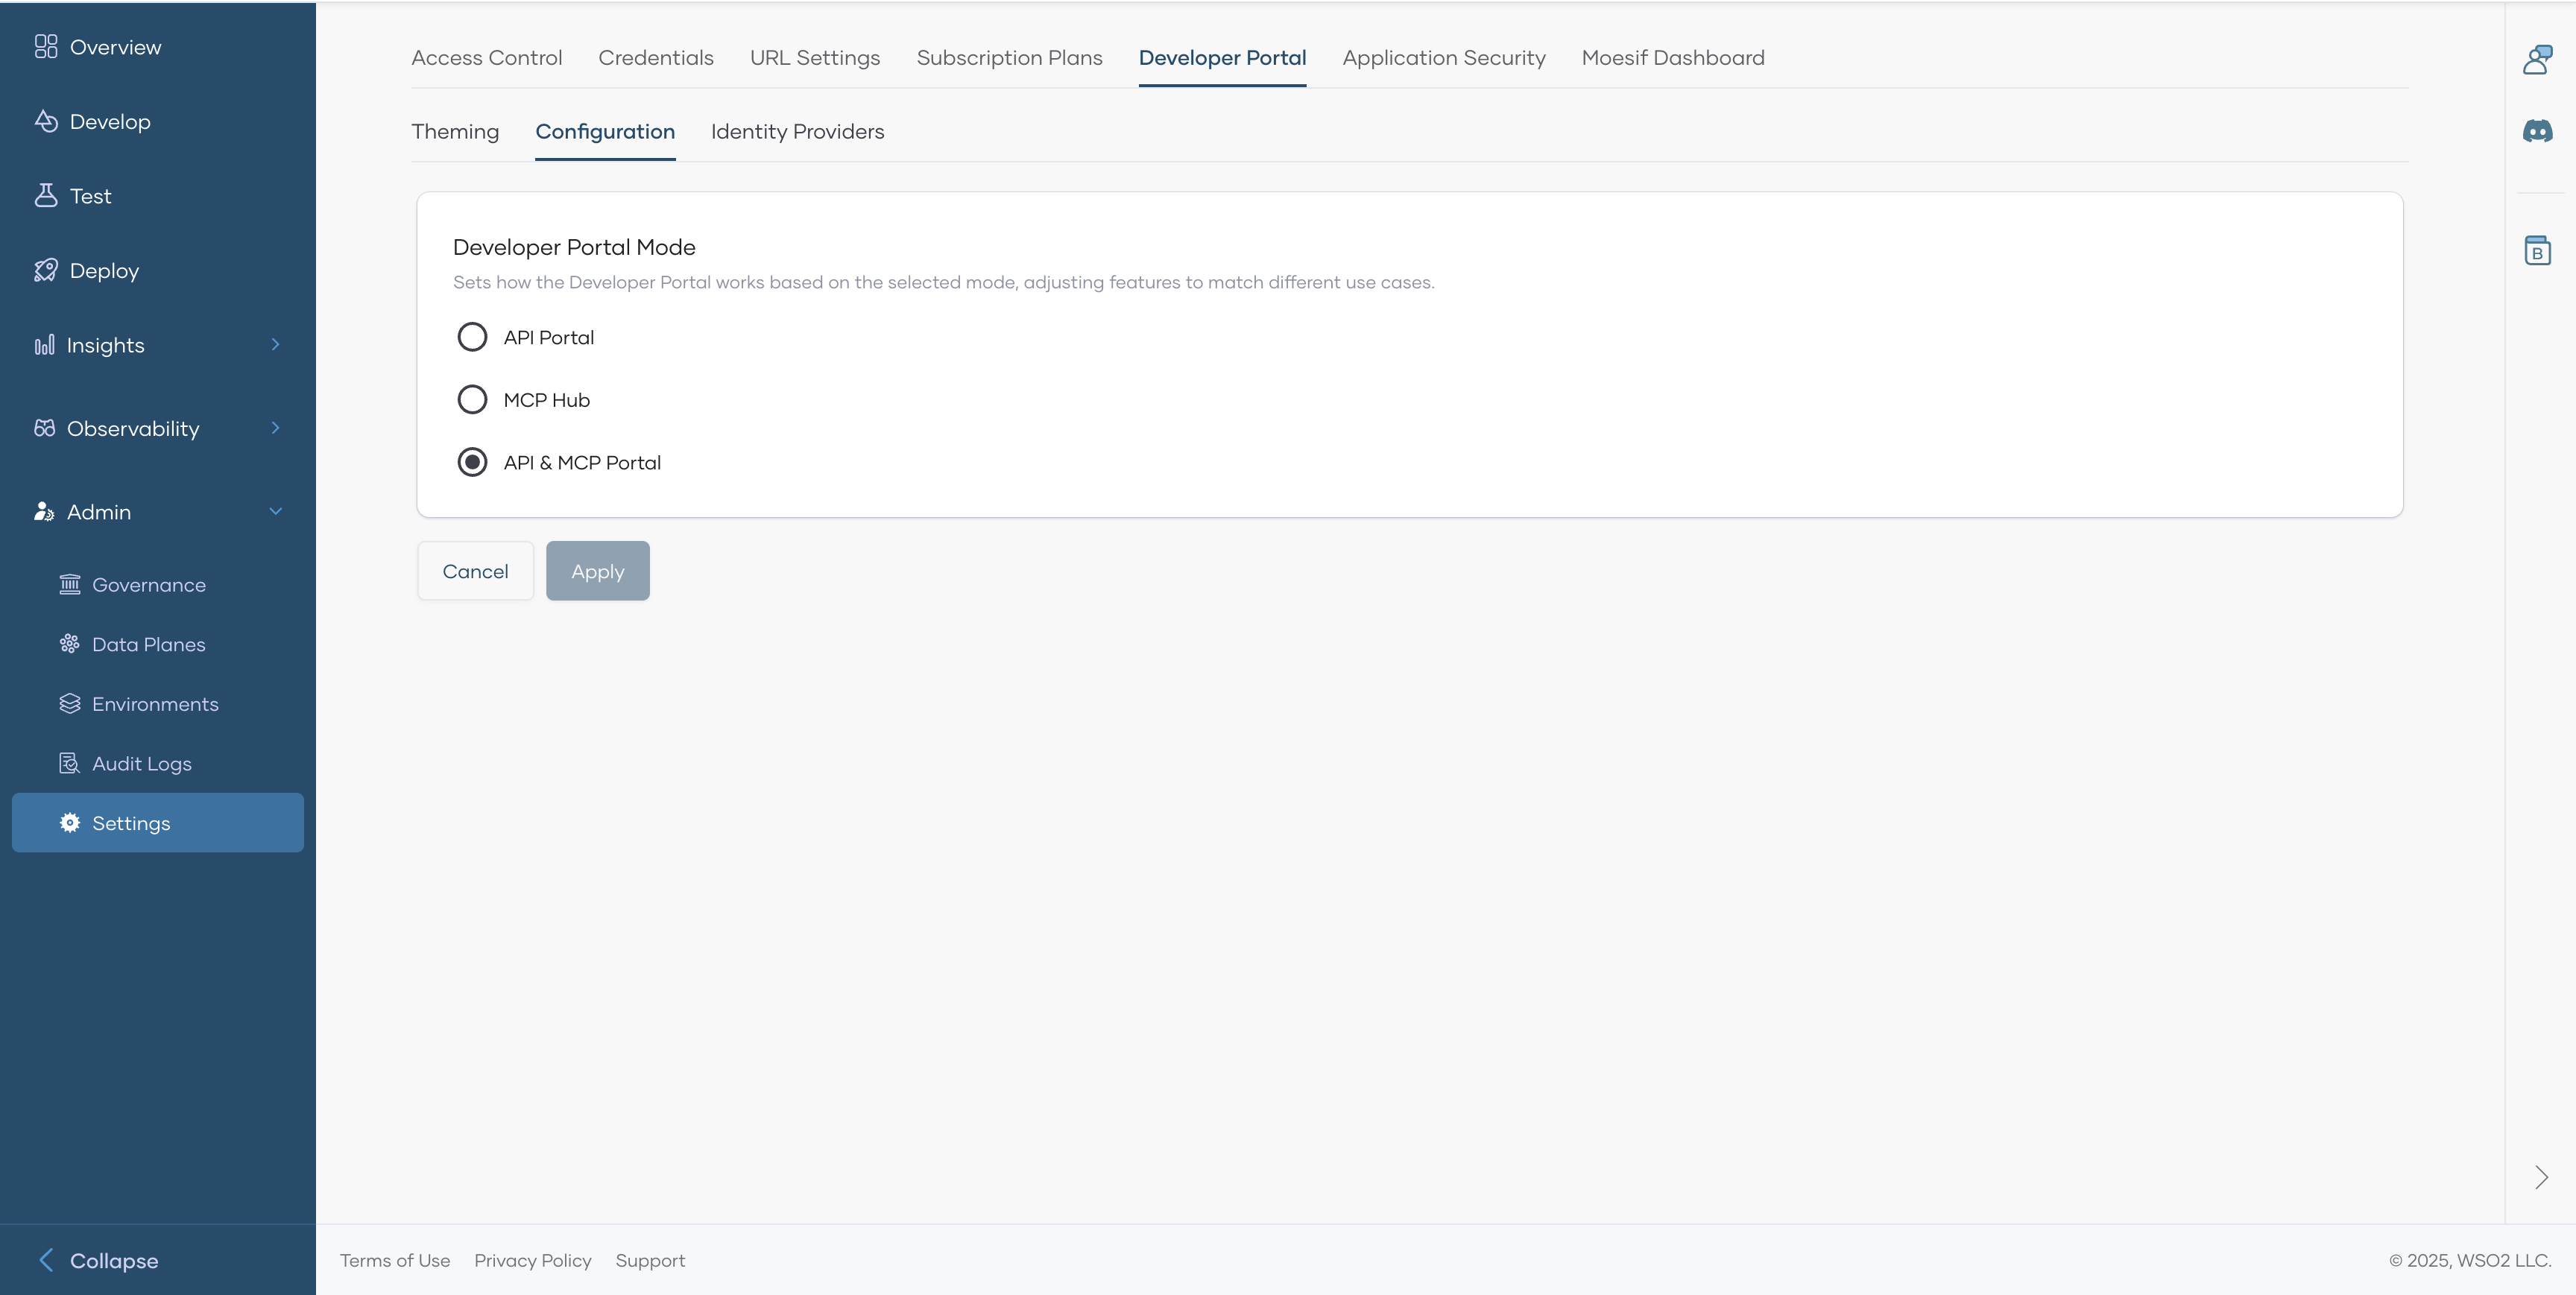 Overview
Develop
Test
Deploy
Insights
Observability
Admin
Governance
Data Planes
Environments
Audit Logs
Settings
Collapse
Access Control Credentials URL Settings Subscription Plans Developer Portal Application Security Moesif Dashboard
Theming Configuration Identity Providers
Developer Portal Mode
Sets how the Developer Portal works based on the selected mode, adjusting features to match different use cases.
API Portal
MCP Hub
API & MCP Portal
Cancel Apply
B
Terms of Use Privacy Policy Support
© 2025, WSO2 LLC.